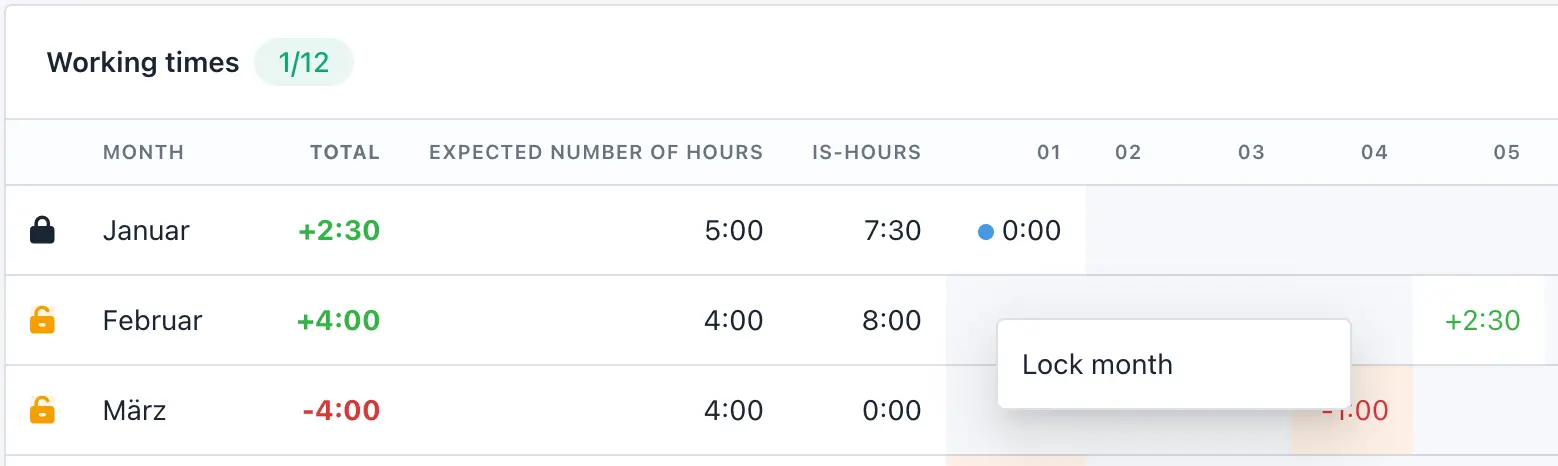 Working times 1/12
MONTH TOTAL EXPECTED NUMBER OF HOURS IS-HOURS 01 02 03 04 05
Januar +2:30 5:00 7:30 0:00
Februar +4:00 4:00 8:00 +2:30
Lock month
März -4:00 4:00 0:00 -1:00